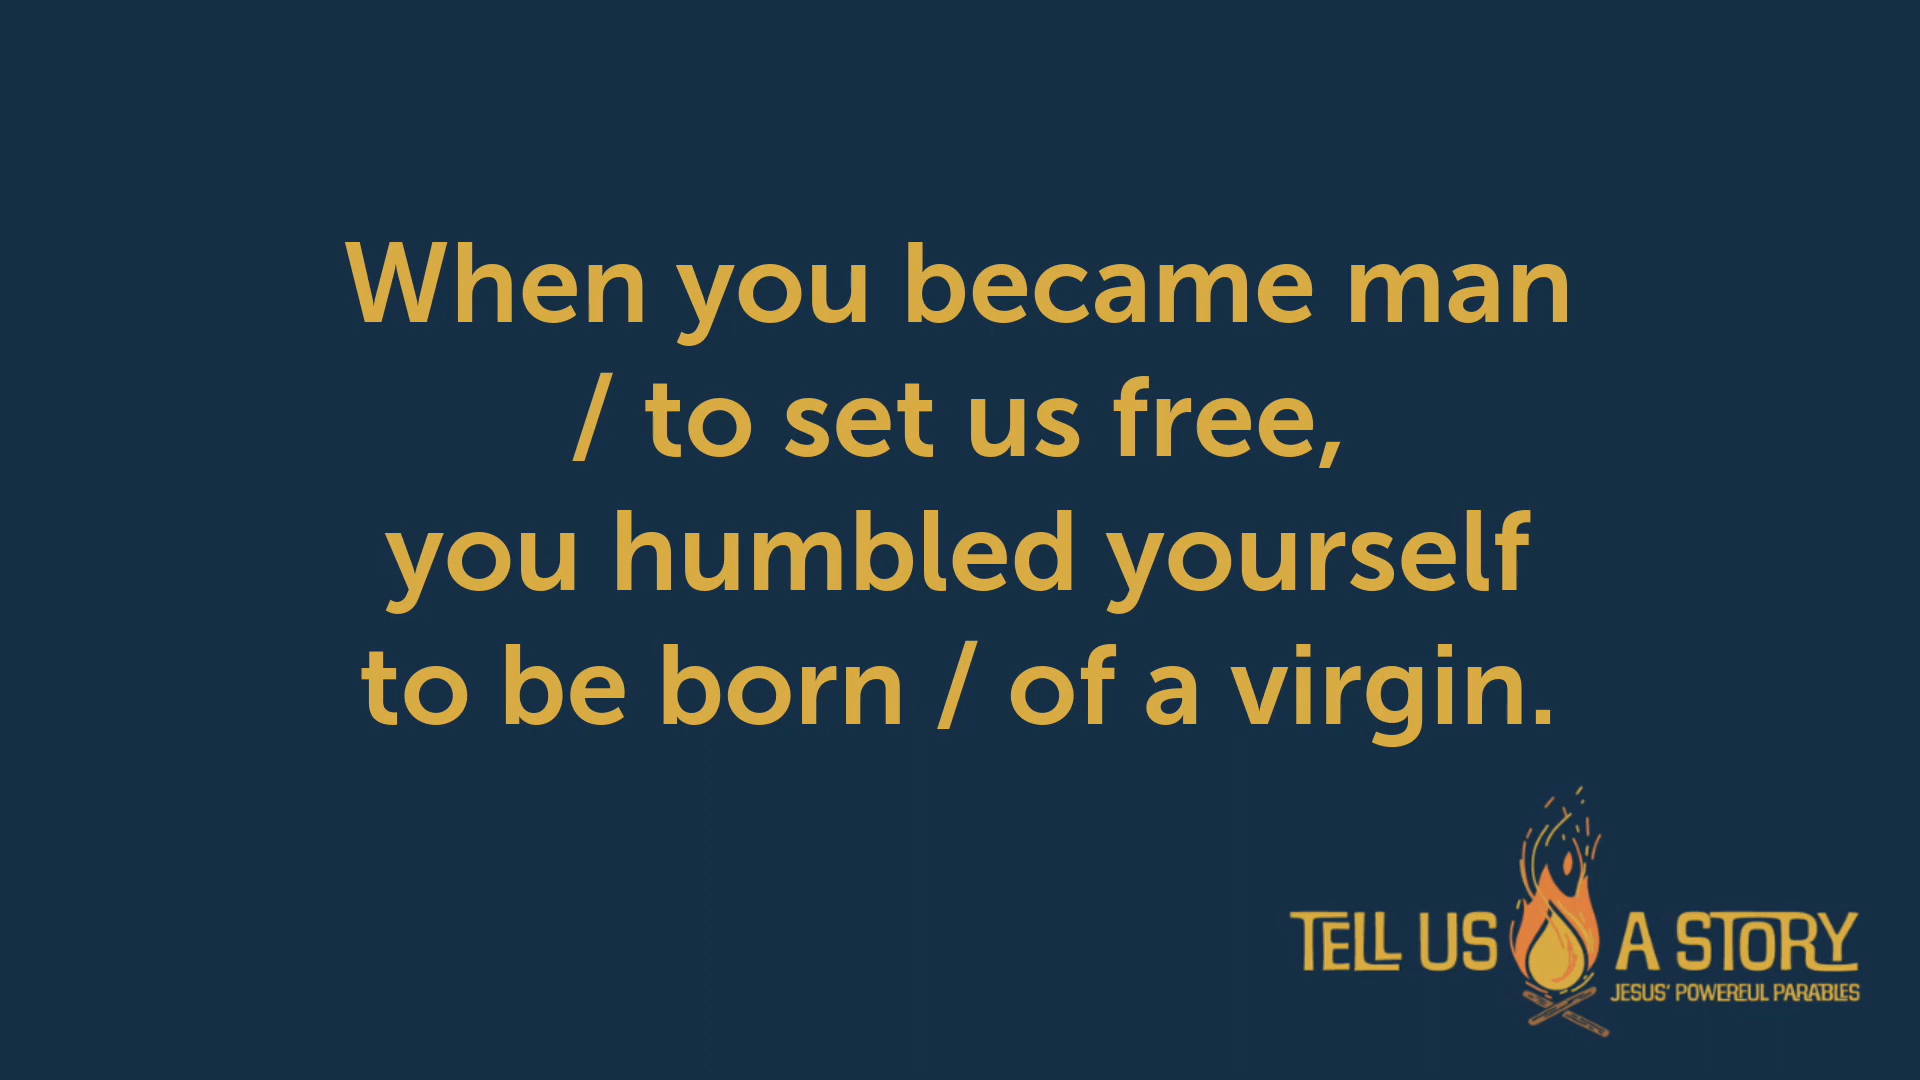 When you became man
/ to set us free,
you humbled yourself
to be born / of a virgin.
TELL US A STORY
JESUS' POWERFUL PARABLES